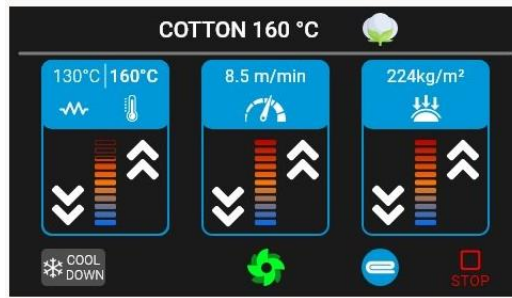 COTTON 160 °C
130°C 160°C
8.5 m/min
224kg/m²
COOL
DOWN
STOP